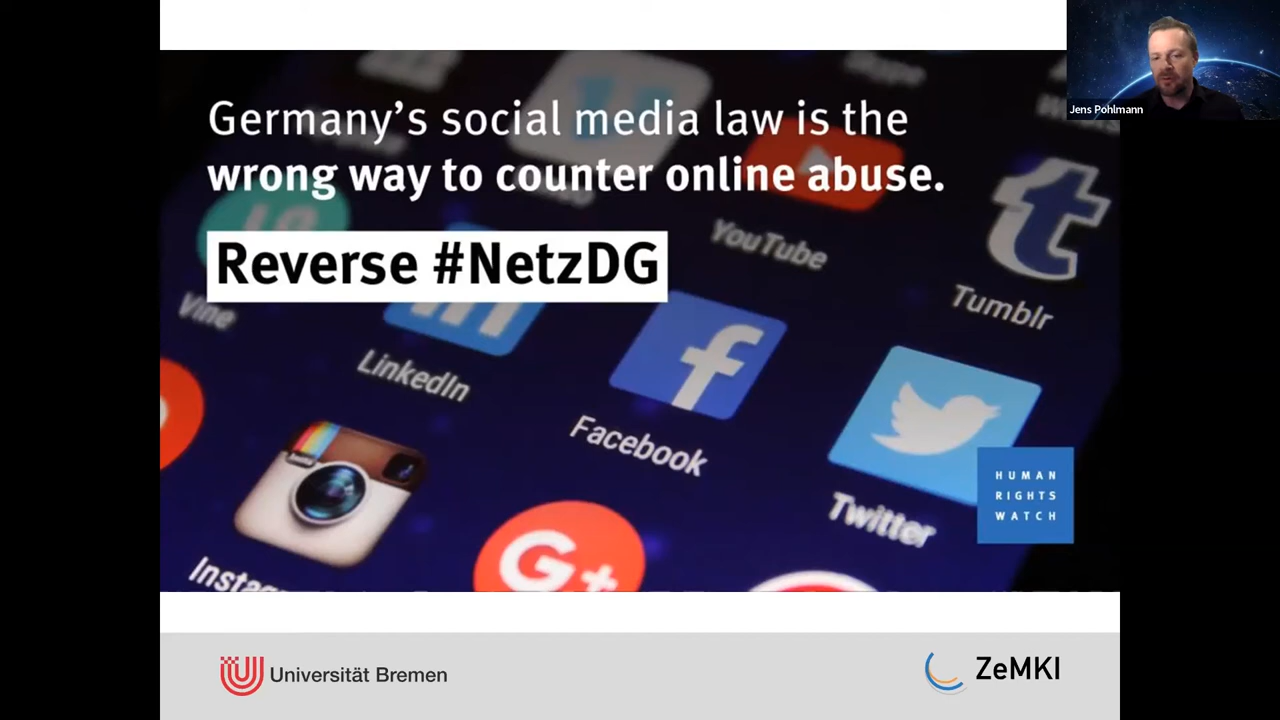 Jens Pohlmann
Germany's social media law is the
wrong way to counter online abuse.
Reverse #NetzDG
YouTube
Tumblr
Vine
in
LinkedIn
f
Facebook
t
Twitter
G+
HUMAN
RIGHTS
WATCH
Universität Bremen
ZeMKI